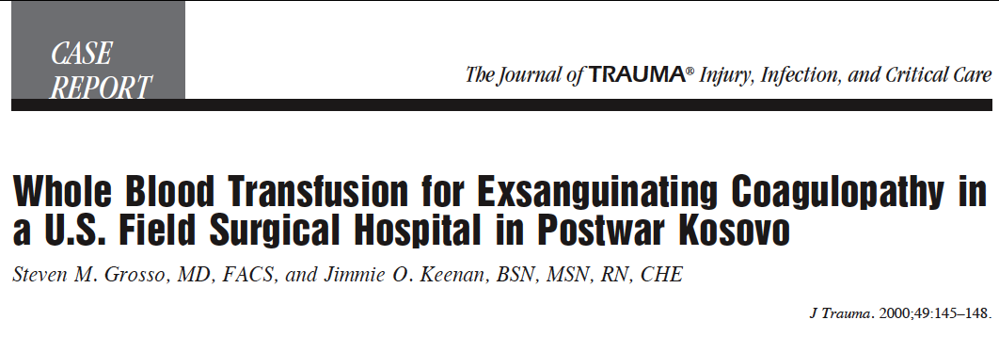 CASE
REPORT
The Journal of TRAUMA® Injury, Infection, and Critical Care
Whole Blood Transfusion for Exsanguinating Coagulopathy in
a U.S. Field Surgical Hospital in Postwar Kosovo
Steven M. Grosso, MD, FACS, and Jimmie O. Keenan, BSN, MSN, RN, CHE
J Trauma. 2000;49:145–148.